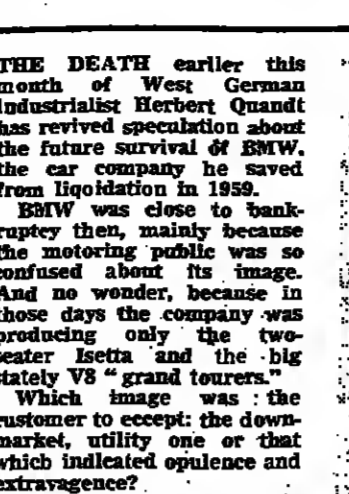 THE DEATH earlier this
month of West German
industrialist Herbert Quandt
has revived speculation about
the future survival of BMW,
the car company he saved
from liqoidation in 1959.
BMW was close to bank-
ruptcy then, mainly because
the motoring public was so
confused about its image.
And no wonder, because in
those days the company was
producing only the two-
seater Isetta and the big
stately V8 “ grand tourers.”
Which image was : the
customer to eccept: the down-
market, utility one or that
which indleated opulence and
extravagence?